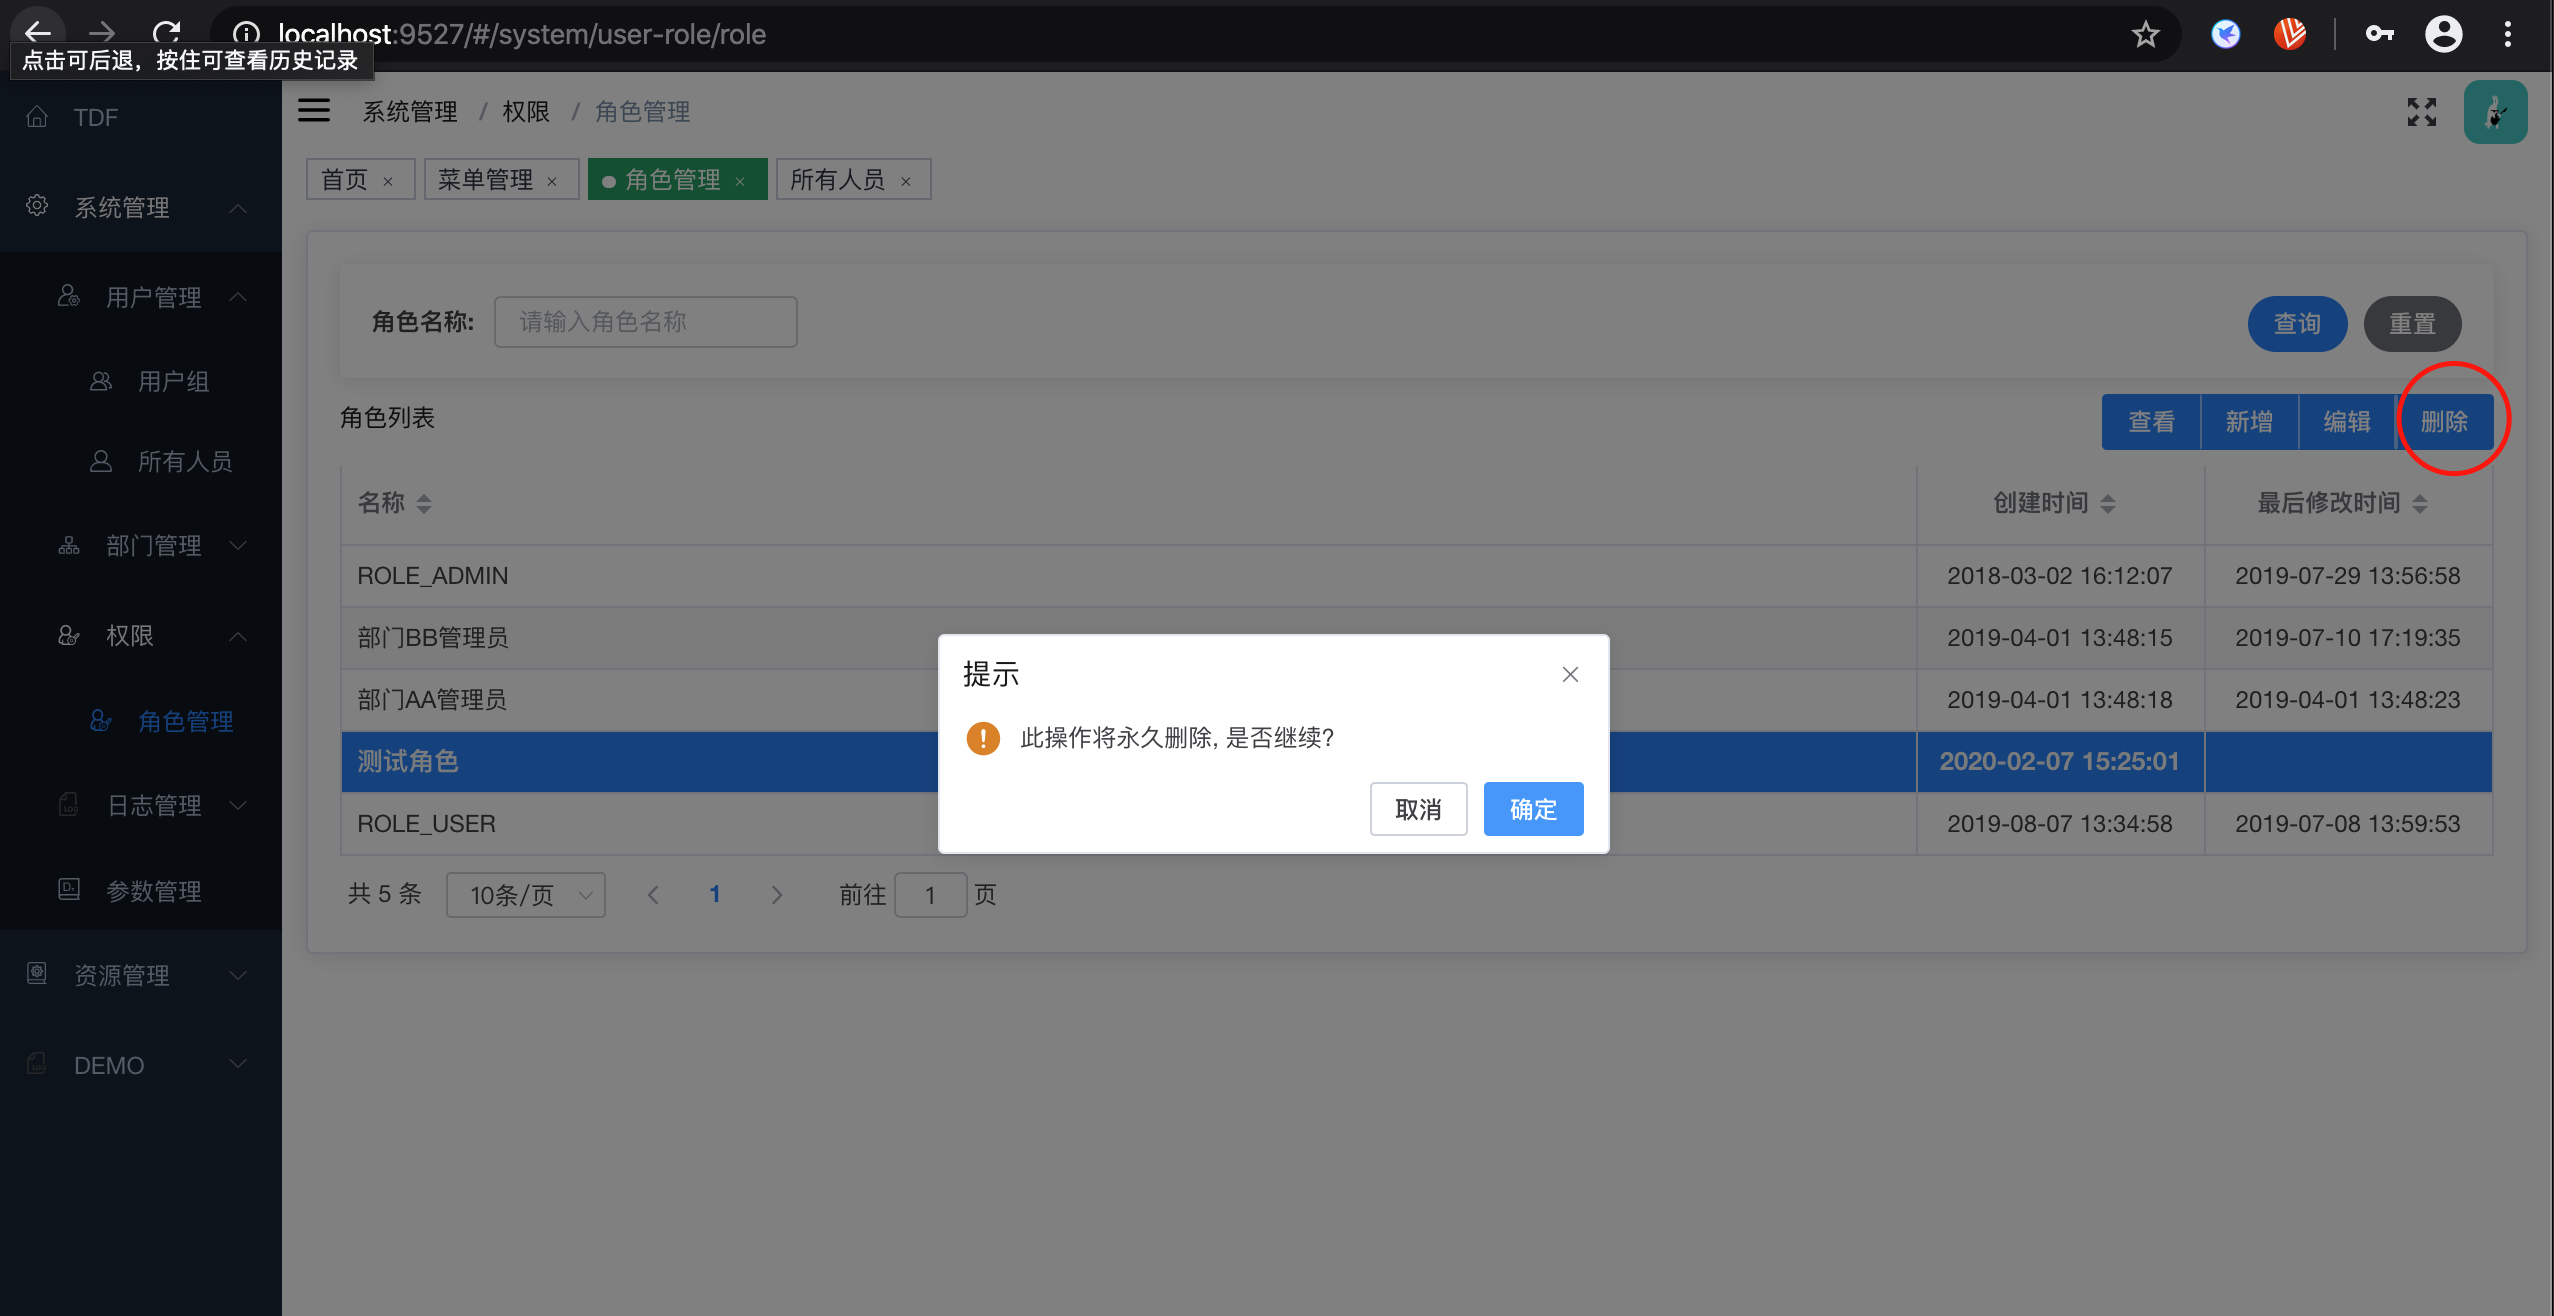 localhost:9527/#/system/user-role/role
点击可后退，按住可查看历史记录
TDF
系统管理
用户管理
用户组
所有人员
部门管理
权限
角色管理
日志管理
参数管理
资源管理
DEMO
系统管理 / 权限 / 角色管理
首页 × 菜单管理 × 角色管理 × 所有人员 ×
角色名称: 请输入角色名称 查询 重置
角色列表 查看 新增 编辑 删除
名称 创建时间 最后修改时间
ROLE_ADMIN 2018-03-02 16:12:07 2019-07-29 13:56:58
部门BB管理员 2019-04-01 13:48:15 2019-07-10 17:19:35
部门AA管理员 2019-04-01 13:48:18 2019-04-01 13:48:23
测试角色 2020-02-07 15:25:01
ROLE_USER 2019-08-07 13:34:58 2019-07-08 13:59:53
共 5 条 10条/页 1 前往 1 页
提示
此操作将永久删除, 是否继续?
取消 确定